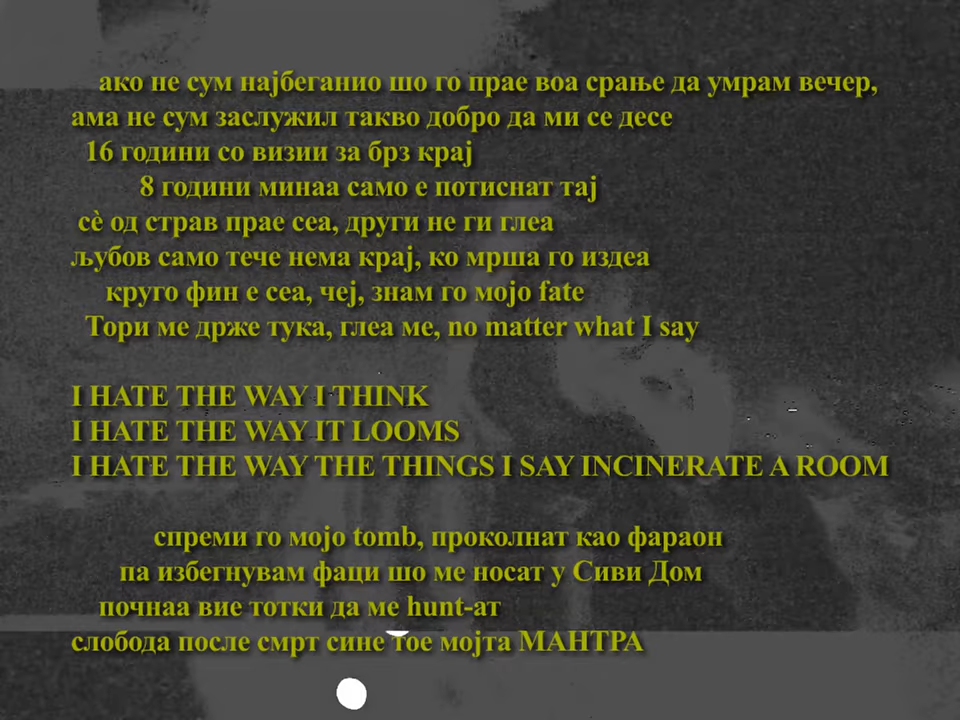 ако не сум најбеганио шо го прае воа срање да умрам вечер,
ама не сум заслужил такво добро да ми се десе
16 години со визии за брз крај
8 години минаа само е потиснат тај
сѐ од страв прае сеа, други не ги глеа
љубов само тече нема крај, ко мрша го издеа
круго фин е сеа, чеј, знам го мојо fate
Тори ме држе тука, глеа ме, no matter what I say
I HATE THE WAY I THINK
I HATE THE WAY IT LOOMS
I HATE THE WAY THE THINGS I SAY INCINERATE A ROOM
спреми го мојо tomb, проколнат као фараон
па избегнувам фаци шо ме носат у Сиви Дом
почнаа вие тотки да ме hunt-ат
слобода после смрт сине тое мојта МАНТРА